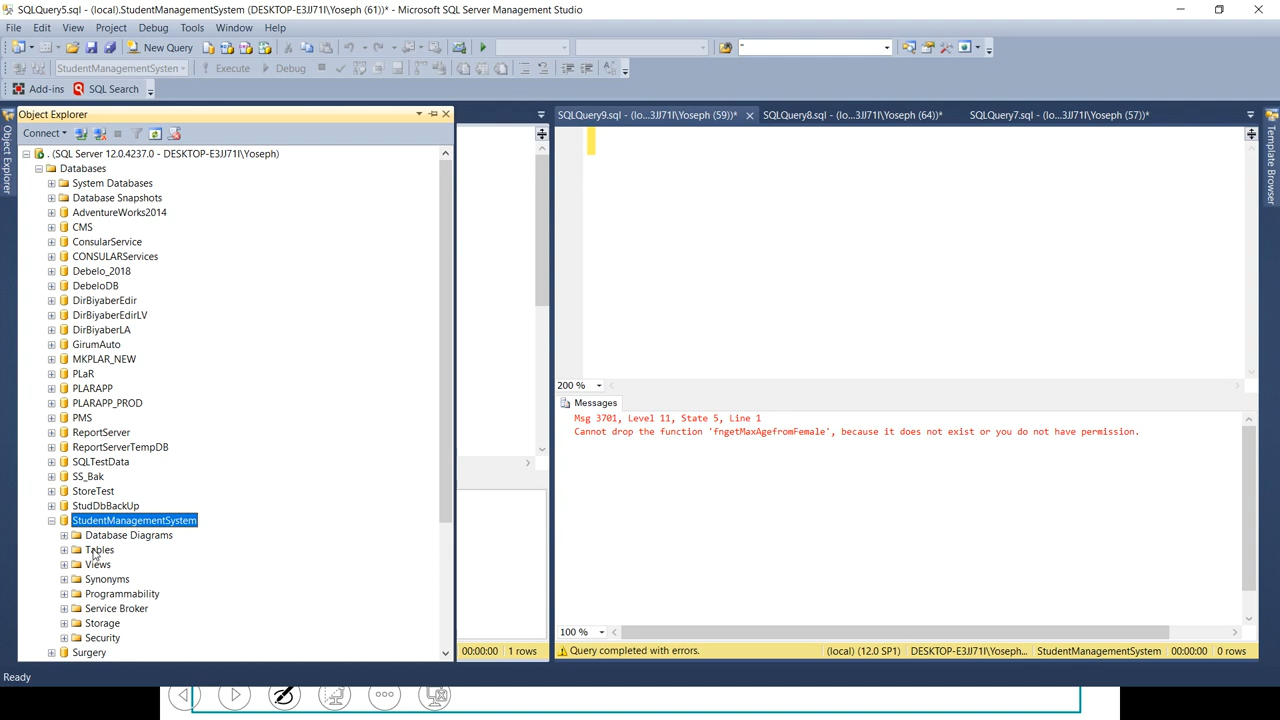 SQLQuery5.sql - (local).StudentManagementSystem (DESKTOP-E3JJ71I\Yoseph (61))* - Microsoft SQL Server Management Studio
File Edit View Project Debug Tools Window Help
New Query
StudentManagementSystem Execute Debug
Add-ins SQL Search
Object Explorer
Connect
. (SQL Server 12.0.4237.0 - DESKTOP-E3JJ71I\Yoseph)
Databases
System Databases
Database Snapshots
AdventureWorks2014
CMS
ConsularService
CONSULARServices
Debelo_2018
DebeloDB
DirBiyaberEdir
DirBiyaberEdirLV
DirBiyaberLA
GirumAuto
MKPLAR_NEW
PLaR
PLARAPP
PLARAPP_PROD
PMS
ReportServer
ReportServerTempDB
SQLTestData
SS_Bak
StoreTest
StudDbBackUp
StudentManagementSystem
Database Diagrams
Tables
Views
Synonyms
Programmability
Service Broker
Storage
Security
Surgery
Object Explorer
00:00:00 1 rows
SQLQuery9.sql - (lo...3JJ71I\Yoseph (59))* SQLQuery8.sql - (lo...3JJ71I\Yoseph (64))* SQLQuery7.sql - (lo...3JJ71I\Yoseph (57))*
200 %
Messages
Msg 3701, Level 11, State 5, Line 1
Cannot drop the function 'fngetMaxAgefromFemale', because it does not exist or you do not have permission.
100 %
Query completed with errors. (local) (12.0 SP1) DESKTOP-E3JJ71I\Yoseph... StudentManagementSystem 00:00:00 0 rows
Template Browser
Ready